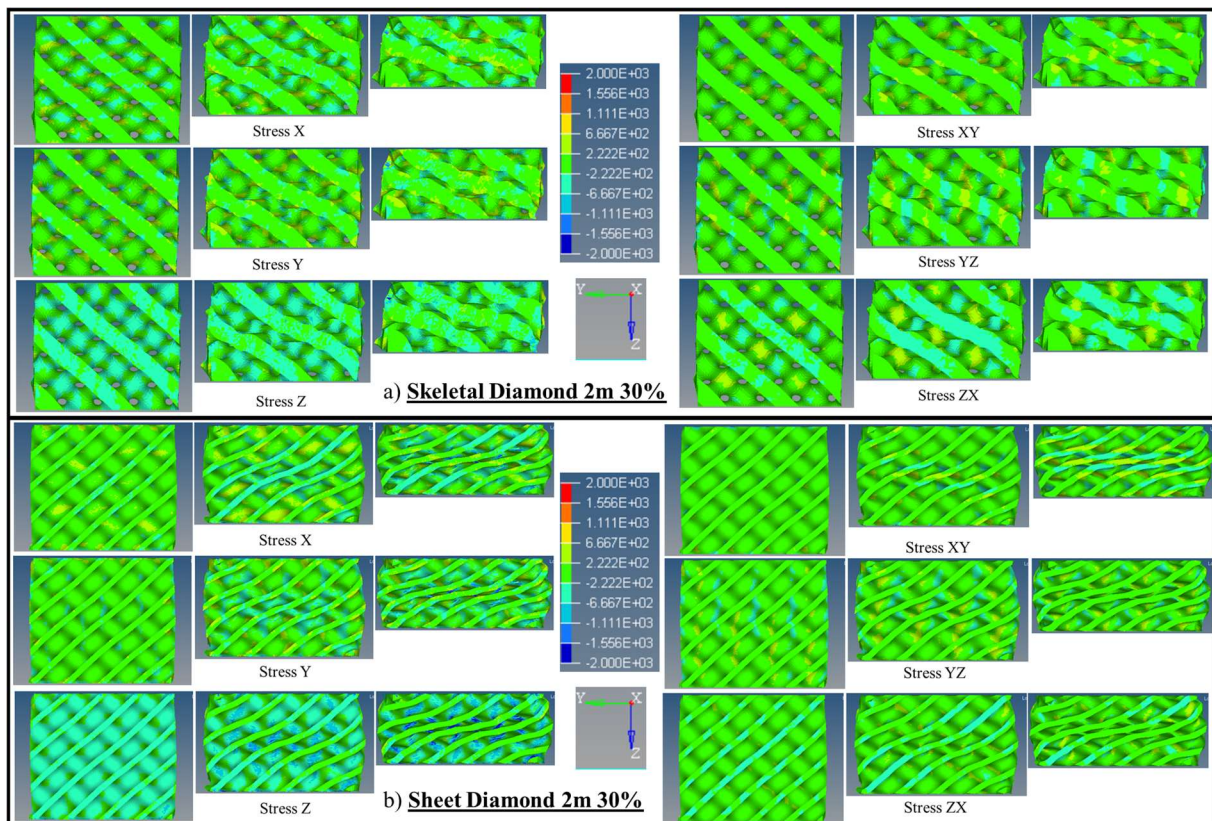 Stress X
Stress Y
Stress Z
2.000E+03
1.556E+03
1.111E+03
6.667E+02
2.222E+02
-2.222E+02
-6.667E+02
-1.111E+03
-1.556E+03
-2.000E+03
Y
X
Z
Stress XY
Stress YZ
Stress ZX
a) Skeletal Diamond 2m 30%
Stress X
Stress Y
Stress Z
2.000E+03
1.556E+03
1.111E+03
6.667E+02
2.222E+02
-2.222E+02
-6.667E+02
-1.111E+03
-1.556E+03
-2.000E+03
Y
X
Z
Stress XY
Stress YZ
Stress ZX
b) Sheet Diamond 2m 30%